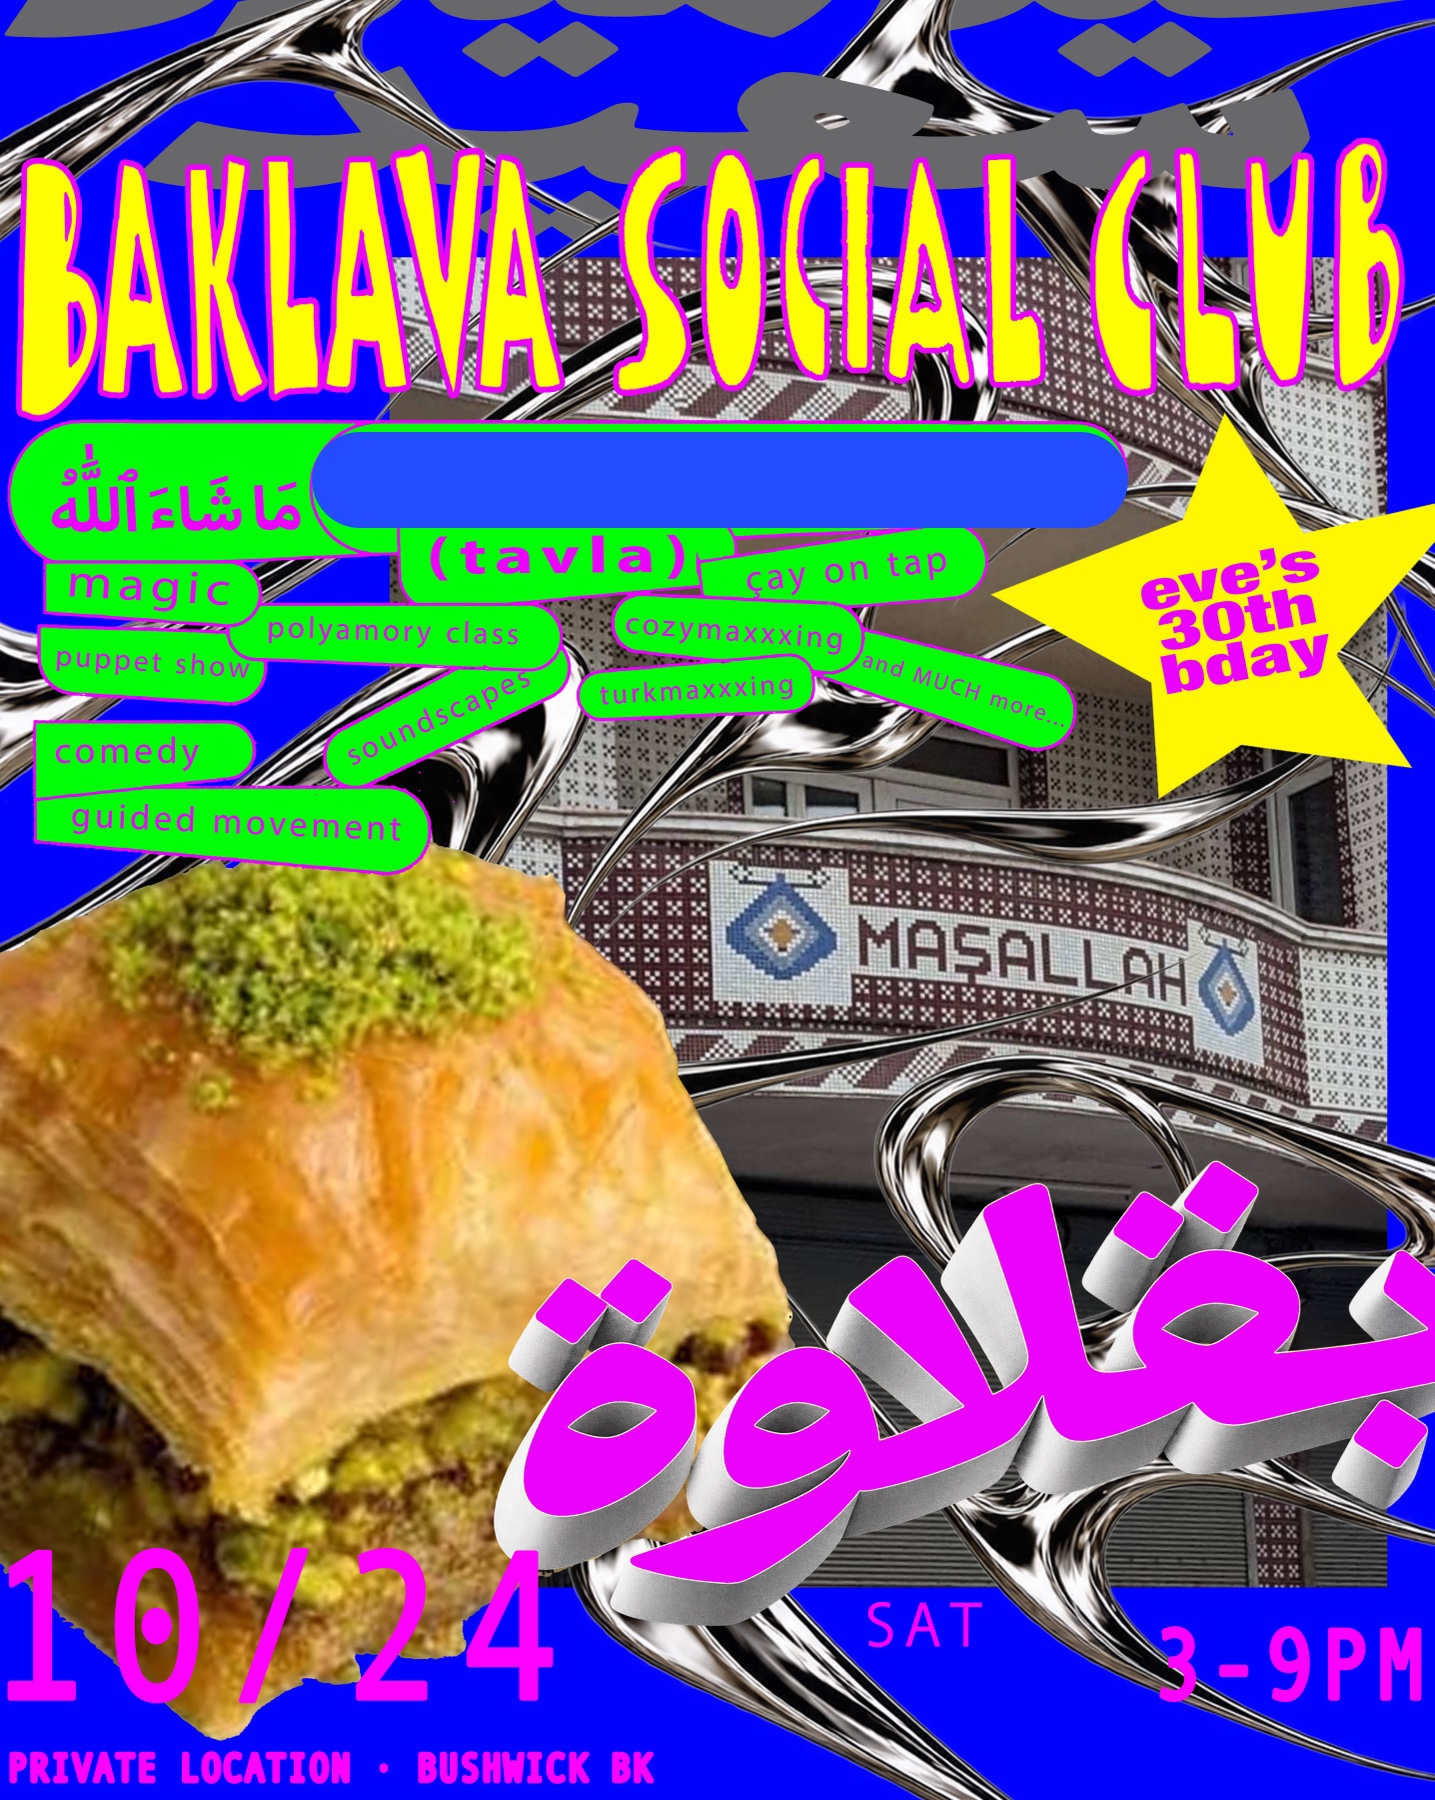 BAKLAVA SOCIAL CLUB
مَا شَاءَ ٱللَّٰهُ
(tavla)
çay on tap
magic
polyamory class
cozymaxxxing
puppet show
soundscapes
turkmaxxxing
and MUCH more...
comedy
guided movement
eve's
30th
bday
MAŞALLAH
بقلاوة
10/24
SAT
3-9PM
PRIVATE LOCATION · BUSHWICK BK